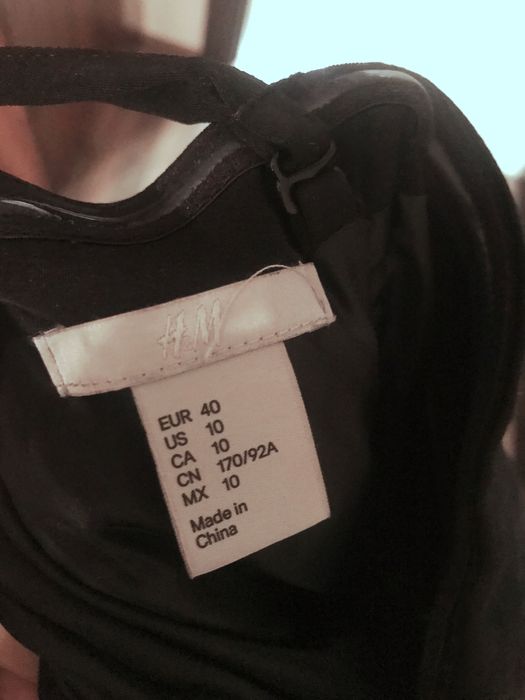 H&M
EUR 40
US 10
CA 10
CN 170/92A
MX 10
Made in
China